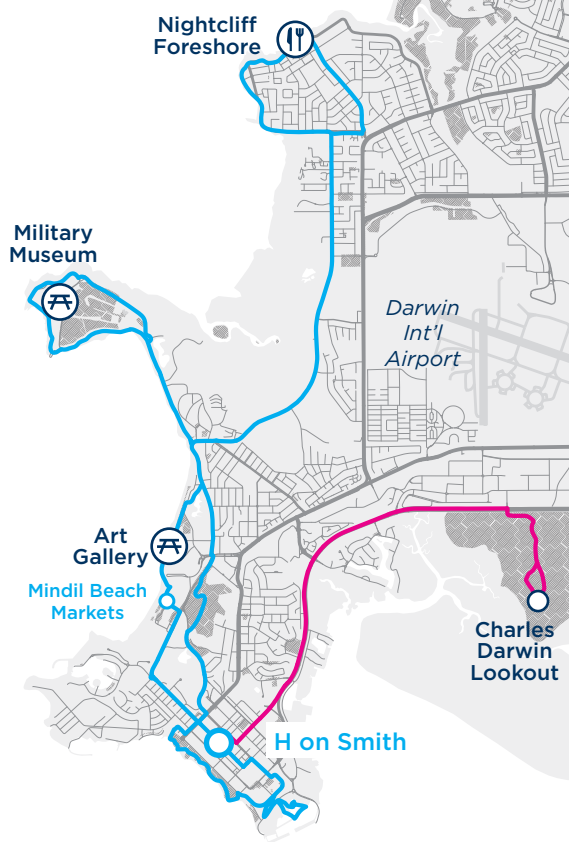 Nightcliff
Foreshore
Military
Museum
Darwin
Int'l
Airport
Art
Gallery
Mindil Beach
Markets
Charles
Darwin
Lookout
H on Smith